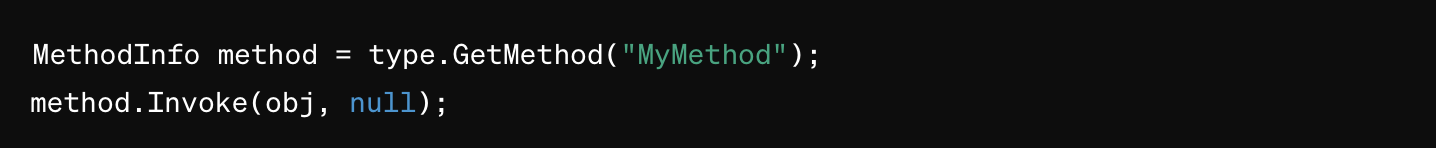 MethodInfo method = type.GetMethod("MyMethod");
method.Invoke(obj, null);